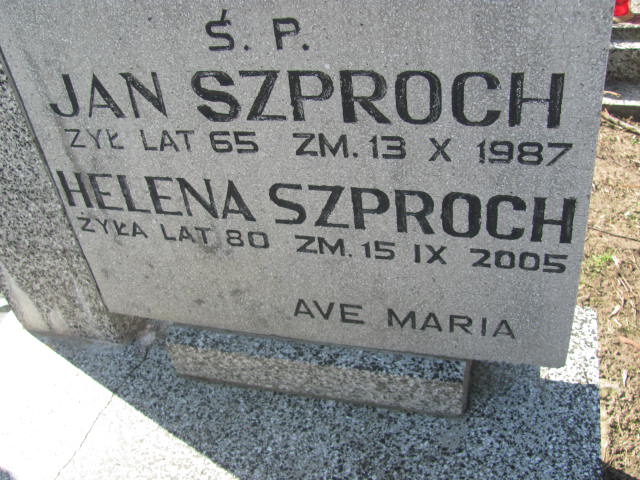 Ś. P.
JAN SZPROCH
ŻYŁ LAT 65 ZM. 13 X 1987
HELENA SZPROCH
ŻYŁA LAT 80 ZM. 15 IX 2005
AVE MARIA